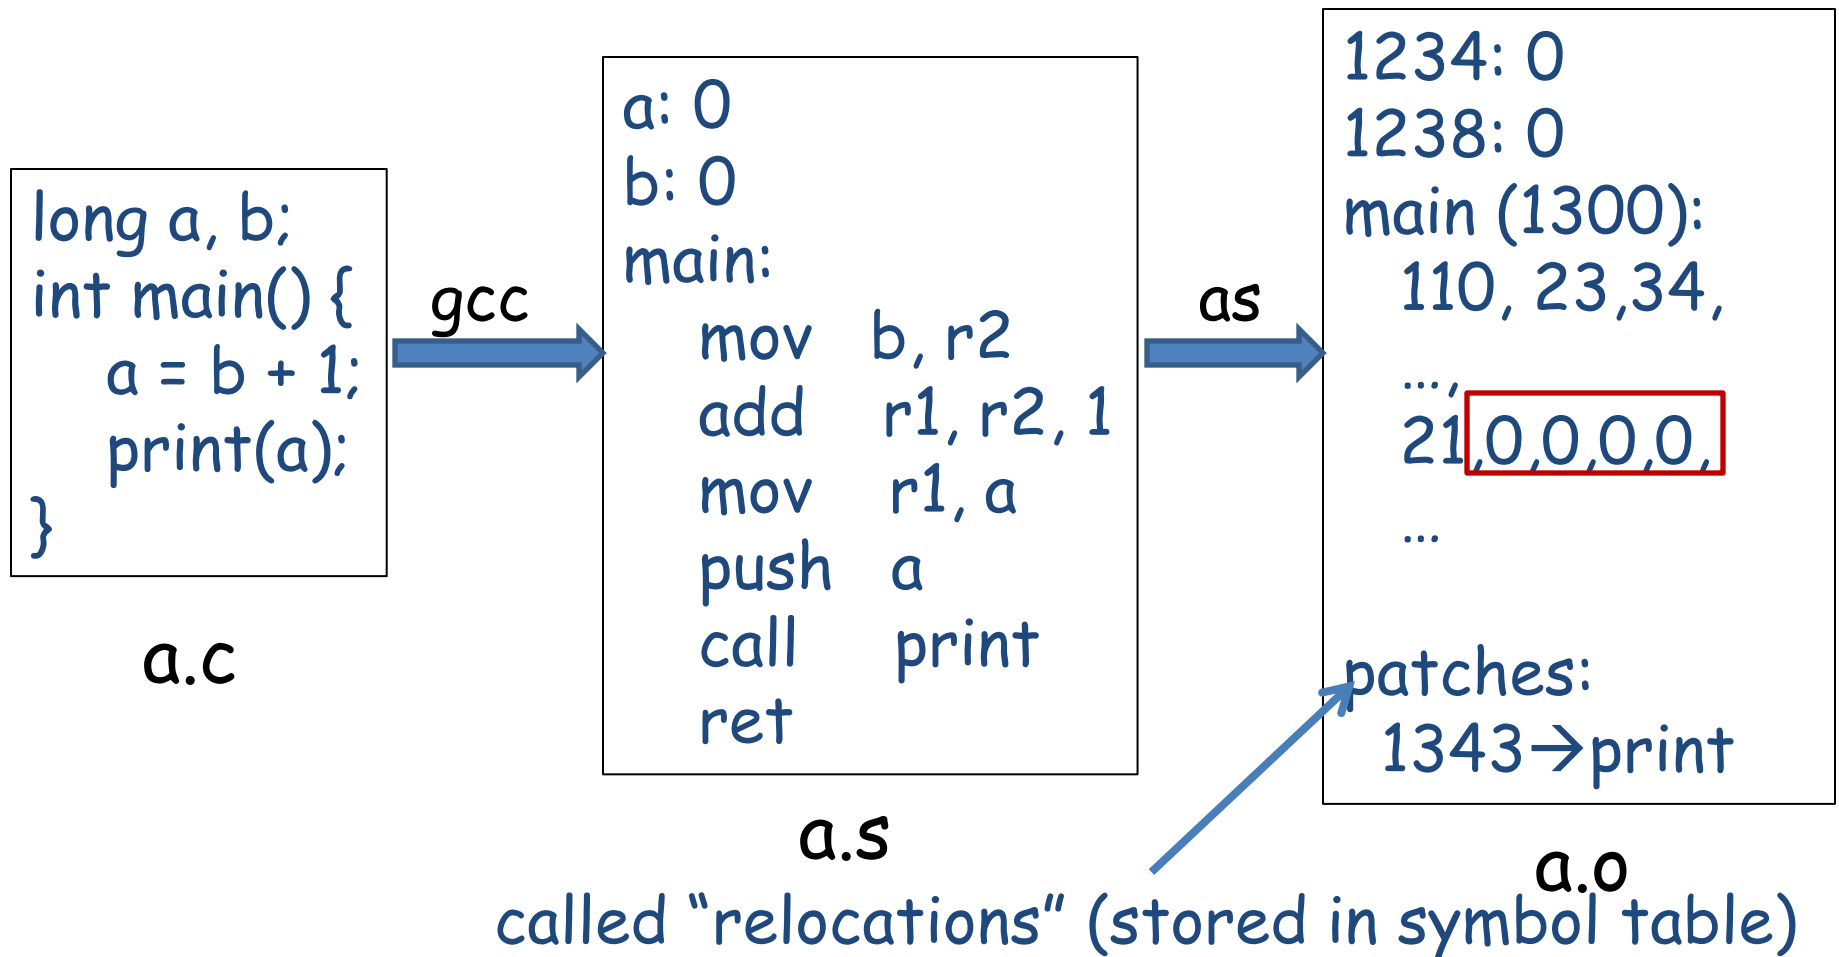 long a, b;
int main() {
a = b + 1;
print(a);
}
a.c
gcc
a: 0
b: 0
main:
mov b, r2
add r1, r2, 1
mov r1, a
push a
call print
ret
a.s
as
1234: 0
1238: 0
main (1300):
110, 23,34,
…,
21,0,0,0,0,
…
patches:
1343→print
a.o
called “relocations” (stored in symbol table)